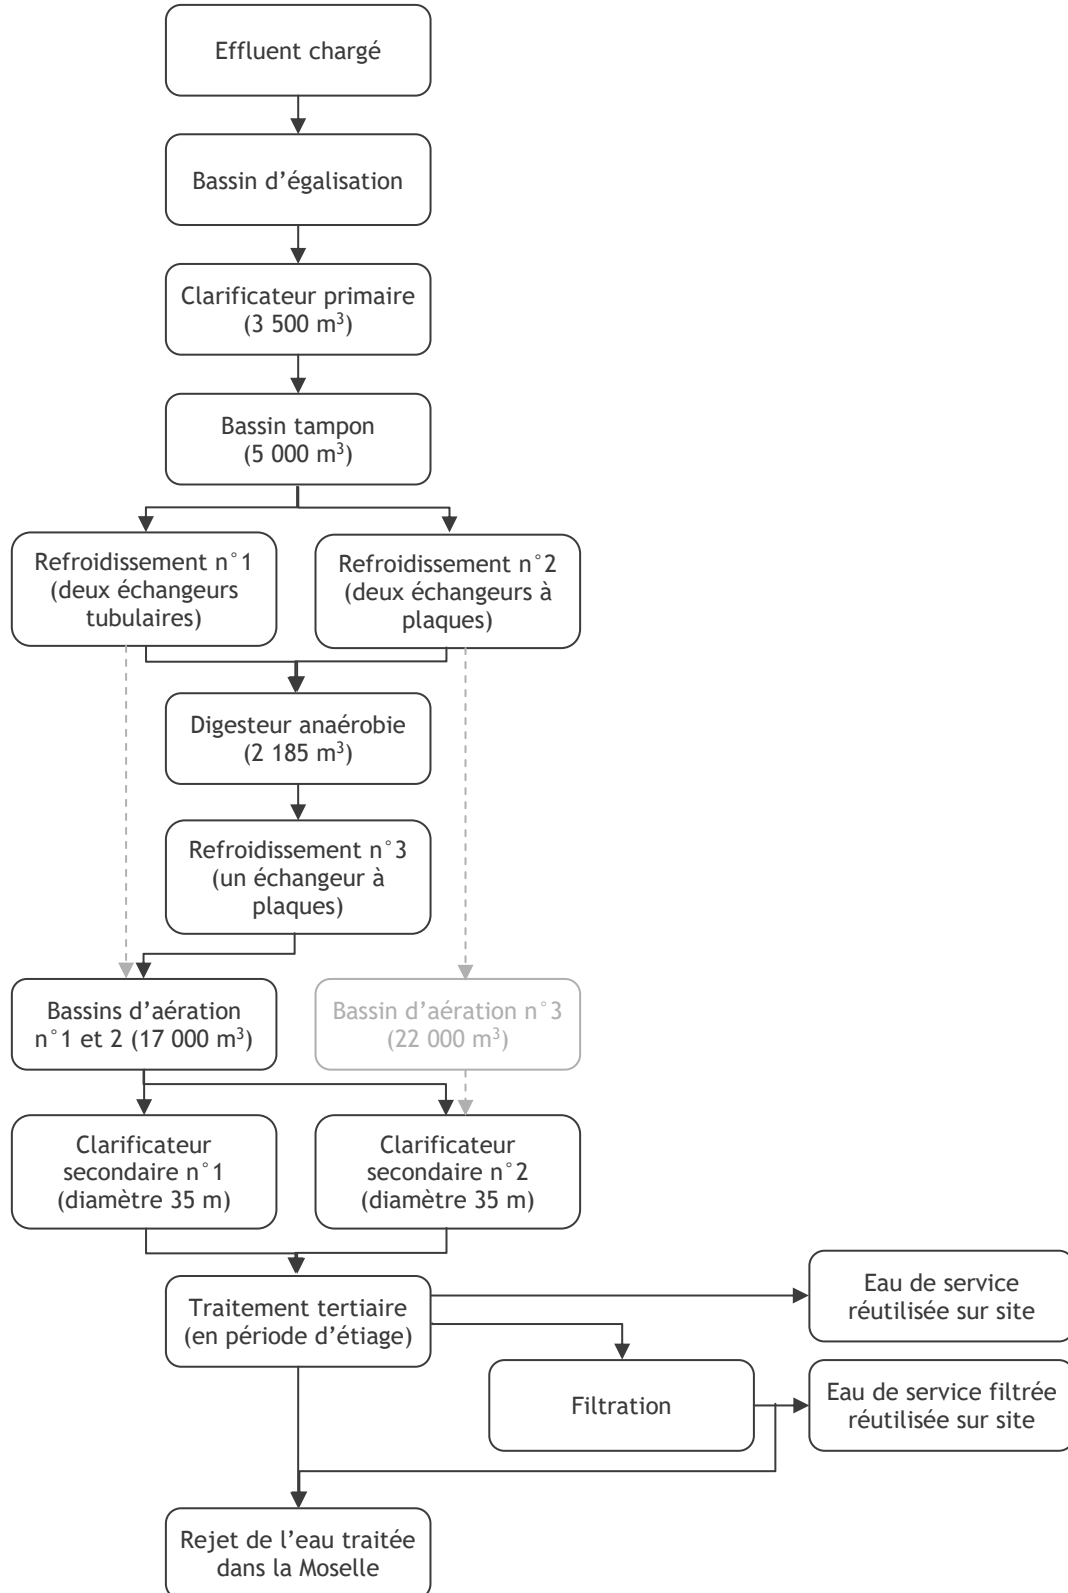 Effluent chargé
Bassin d’égalisation
Clarificateur primaire
(3 500 m³)
Bassin tampon
(5 000 m³)
Refroidissement n°1
(deux échangeurs
tubulaires)
Refroidissement n°2
(deux échangeurs à
plaques)
Digesteur anaérobie
(2 185 m³)
Refroidissement n°3
(un échangeur à
plaques)
Bassins d’aération
n°1 et 2 (17 000 m³)
Bassin d’aération n°3
(22 000 m³)
Clarificateur
secondaire n°1
(diamètre 35 m)
Clarificateur
secondaire n°2
(diamètre 35 m)
Traitement tertiaire
(en période d’étiage)
Eau de service
réutilisée sur site
Filtration
Eau de service filtrée
réutilisée sur site
Rejet de l’eau traitée
dans la Moselle